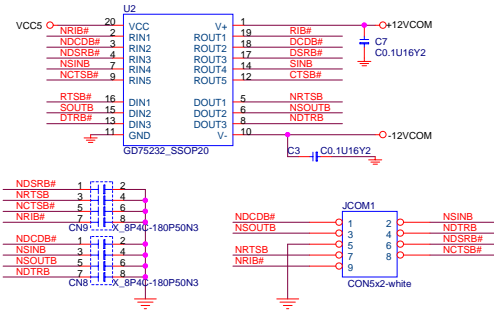 U2
VCC5 20 VCC V+ 1 +12VCOM
NRIB# 2 RIN1 ROUT1 19 RIB#
NDCDB# 3 RIN2 ROUT2 18 DCDB#
NDSRB# 4 RIN3 ROUT3 17 DSRB#
NSINB 7 RIN4 ROUT4 14 SINB
NCTSB# 9 RIN5 ROUT5 12 CTSB#
C7
C0.1U16Y2
RTSB# 16 DIN1 DOUT1 5 NRTSB
SOUTB 15 DIN2 DOUT2 6 NSOUTB
DTRB# 13 DIN3 DOUT3 8 NDTRB
11 GND V- 10 -12VCOM
GD75232_SSOP20
C3 C0.1U16Y2
NDSRB# 1 2
NRTSB 3 4
NCTSB# 5 6
NRIB# 7 8
CN9 X_8P4C-180P50N3
NDCDB# 1 2
NSINB 3 4
NSOUTB 5 6
NDTRB 7 8
CN8 X_8P4C-180P50N3
JCOM1
NDCDB# 1 2 NSINB
NSOUTB 3 4 NDTRB
5 6 NDSRB#
NRTSB 7 8 NCTSB#
NRIB# 9
CON5x2-white